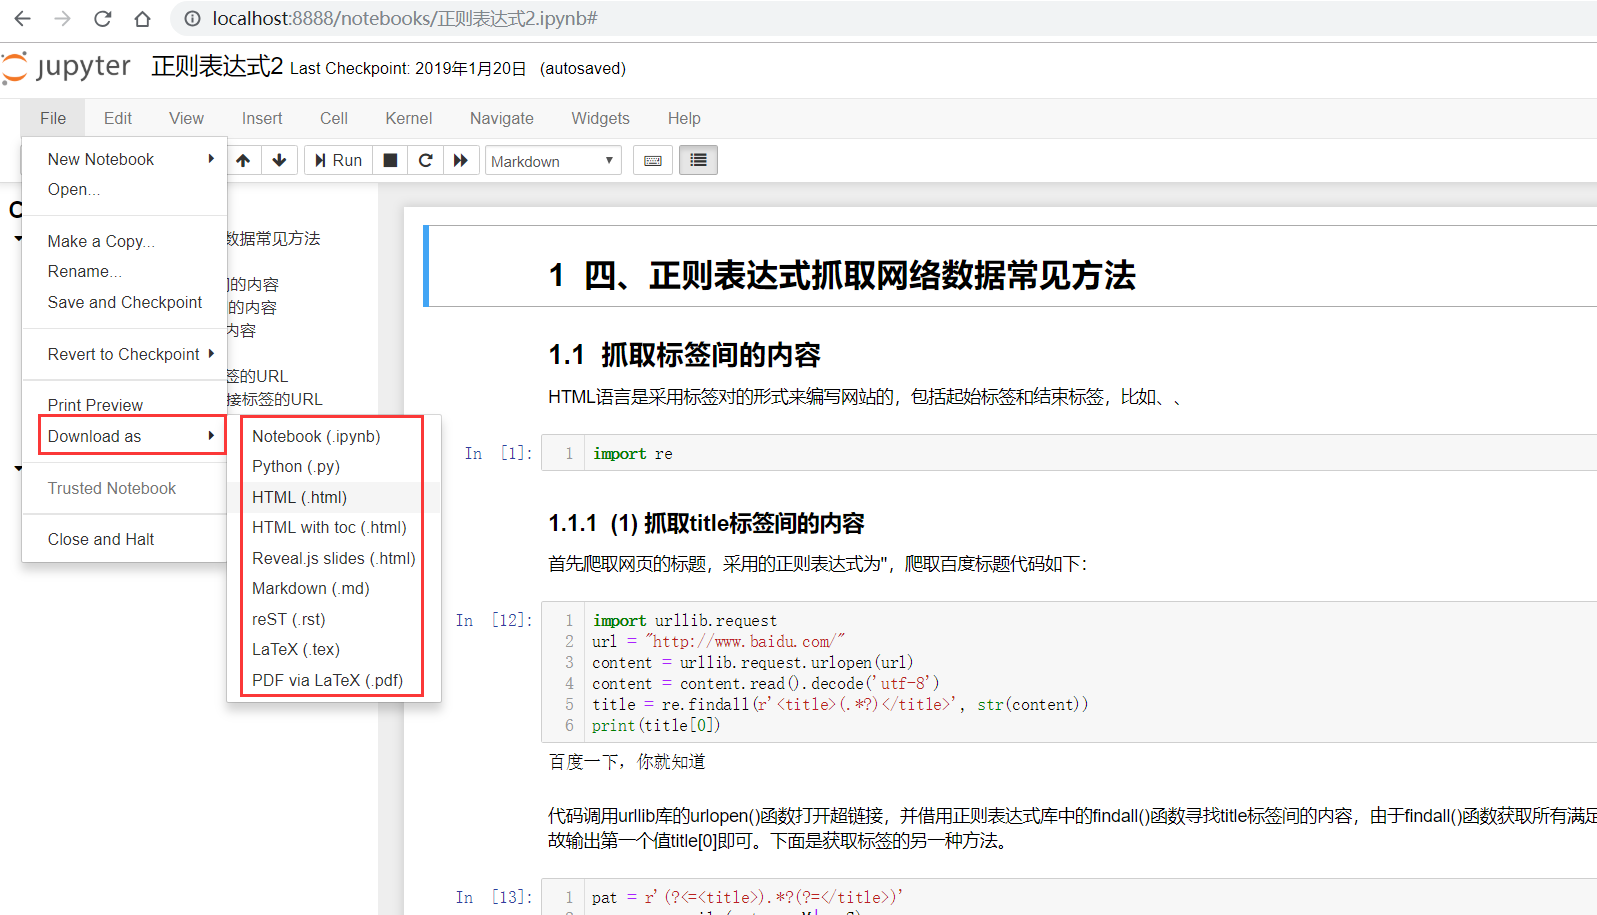 localhost:8888/notebooks/正则表达式2.ipynb#
jupyter 正则表达式2 Last Checkpoint: 2019年1月20日 (autosaved)
File Edit View Insert Cell Kernel Navigate Widgets Help
Run Markdown
New Notebook
Open...
Make a Copy...
Rename...
Save and Checkpoint
Revert to Checkpoint
Print Preview
Download as
Trusted Notebook
Close and Halt
Notebook (.ipynb)
Python (.py)
HTML (.html)
HTML with toc (.html)
Reveal.js slides (.html)
Markdown (.md)
reST (.rst)
LaTeX (.tex)
PDF via LaTeX (.pdf)
C
数据常见方法
的内容
的内容
内容
签的URL
接标签的URL
1 四、正则表达式抓取网络数据常见方法
1.1 抓取标签间的内容
HTML语言是采用标签对的形式来编写网站的，包括起始标签和结束标签，比如、、
In [1]: 1 import re
1.1.1 (1) 抓取title标签间的内容
首先爬取网页的标题，采用的正则表达式为''，爬取百度标题代码如下：
In [12]: 1 import urllib.request
2 url = "http://www.baidu.com/"
3 content = urllib.request.urlopen(url)
4 content = content.read().decode('utf-8')
5 title = re.findall(r'<title>(.*?)</title>', str(content))
6 print(title[0])
百度一下，你就知道
代码调用urllib库的urlopen()函数打开超链接，并借用正则表达式库中的findall()函数寻找title标签间的内容，由于findall()函数获取所有满足
故输出第一个值title[0]即可。下面是获取标签的另一种方法。
In [13]: 1 pat = r'(?<=<title>).*?(?=</title>)'